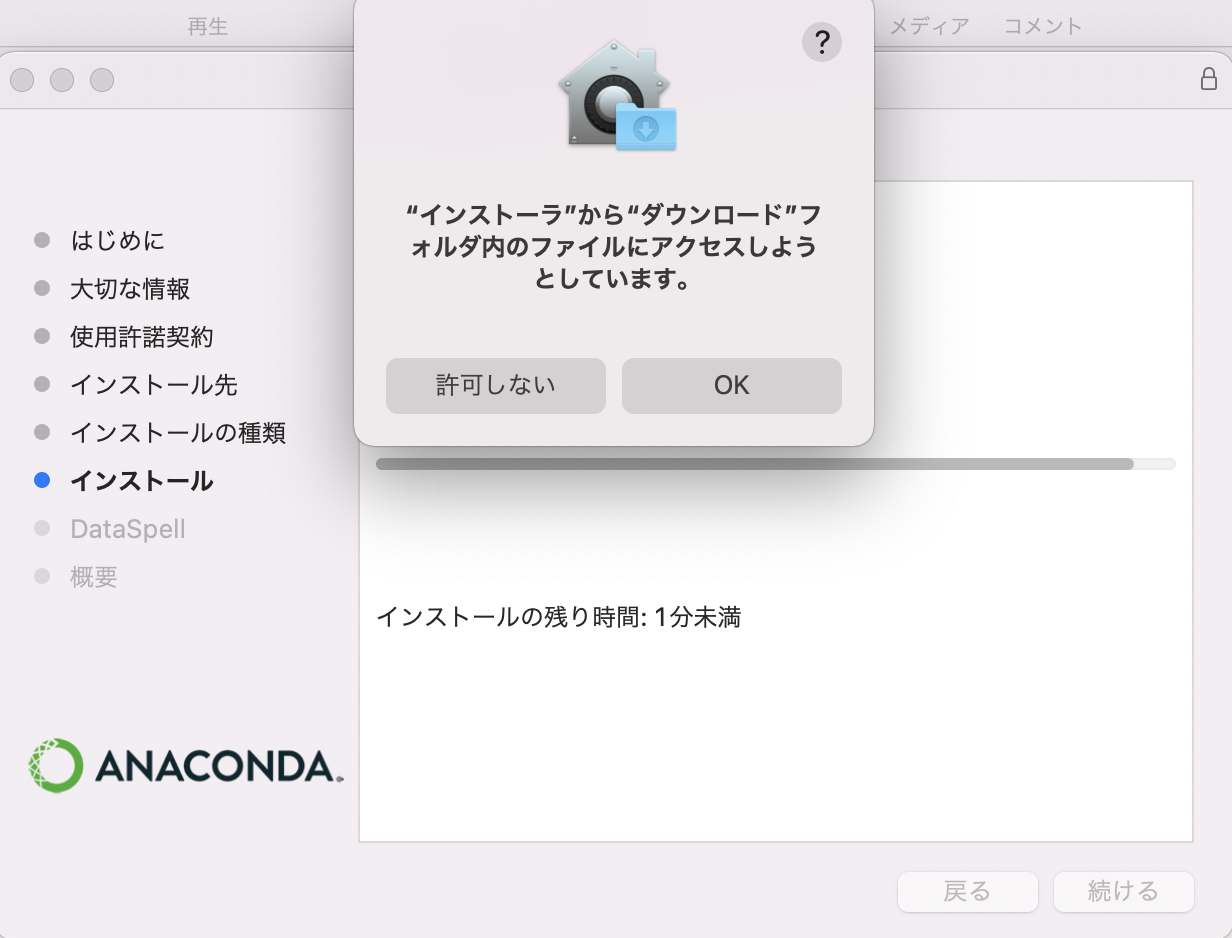 再生
メディア
コメント
?
“インストーラ”から“ダウンロード”フ
ォルダ内のファイルにアクセスしよう
としています。
許可しない
OK
はじめに
大切な情報
使用許諾契約
インストール先
インストールの種類
インストール
DataSpell
概要
インストールの残り時間: 1分未満
ANACONDA.
戻る
続ける